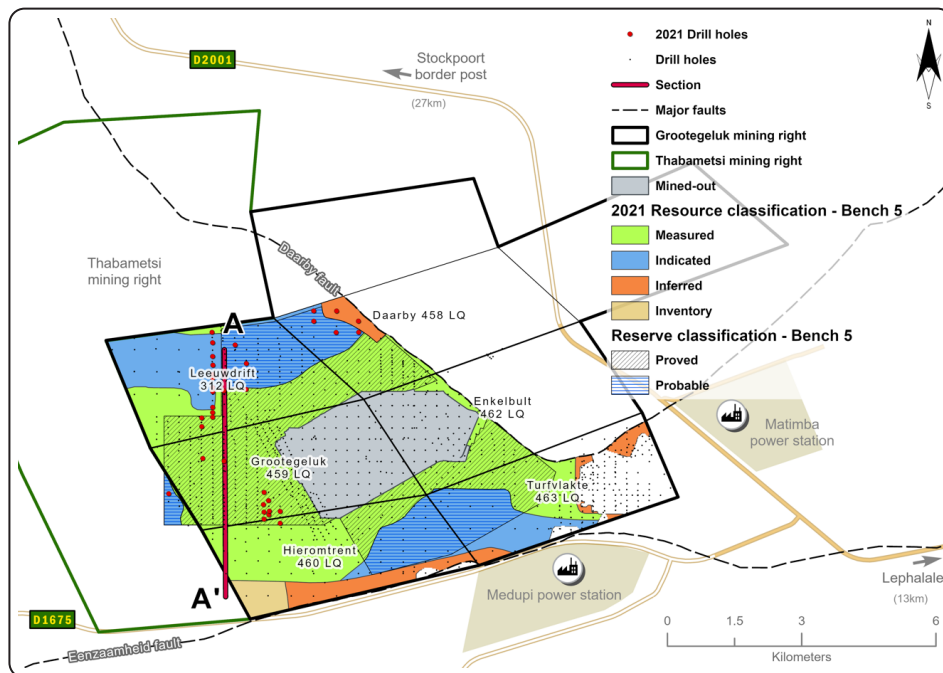 D2001
Stockpoort
border post
(27km)
N
S
2021 Drill holes
Drill holes
Section
Major faults
Grootegeluk mining right
Thabametsi mining right
Mined-out
2021 Resource classification - Bench 5
Measured
Indicated
Inferred
Inventory
Reserve classification - Bench 5
Proved
Probable
Thabametsi
mining right
Daarby fault
Daarby 458 LQ
A
Leeuwdrift
312 LQ
Enkelbult
462 LQ
Matimba
power station
Grootegeluk
459 LQ
Turfvlakte
463 LQ
Hieromtrent
460 LQ
A'
Medupi power station
Lephalale
(13km)
D1675
Eenzaamheid fault
0
1.5
3
6
Kilometers